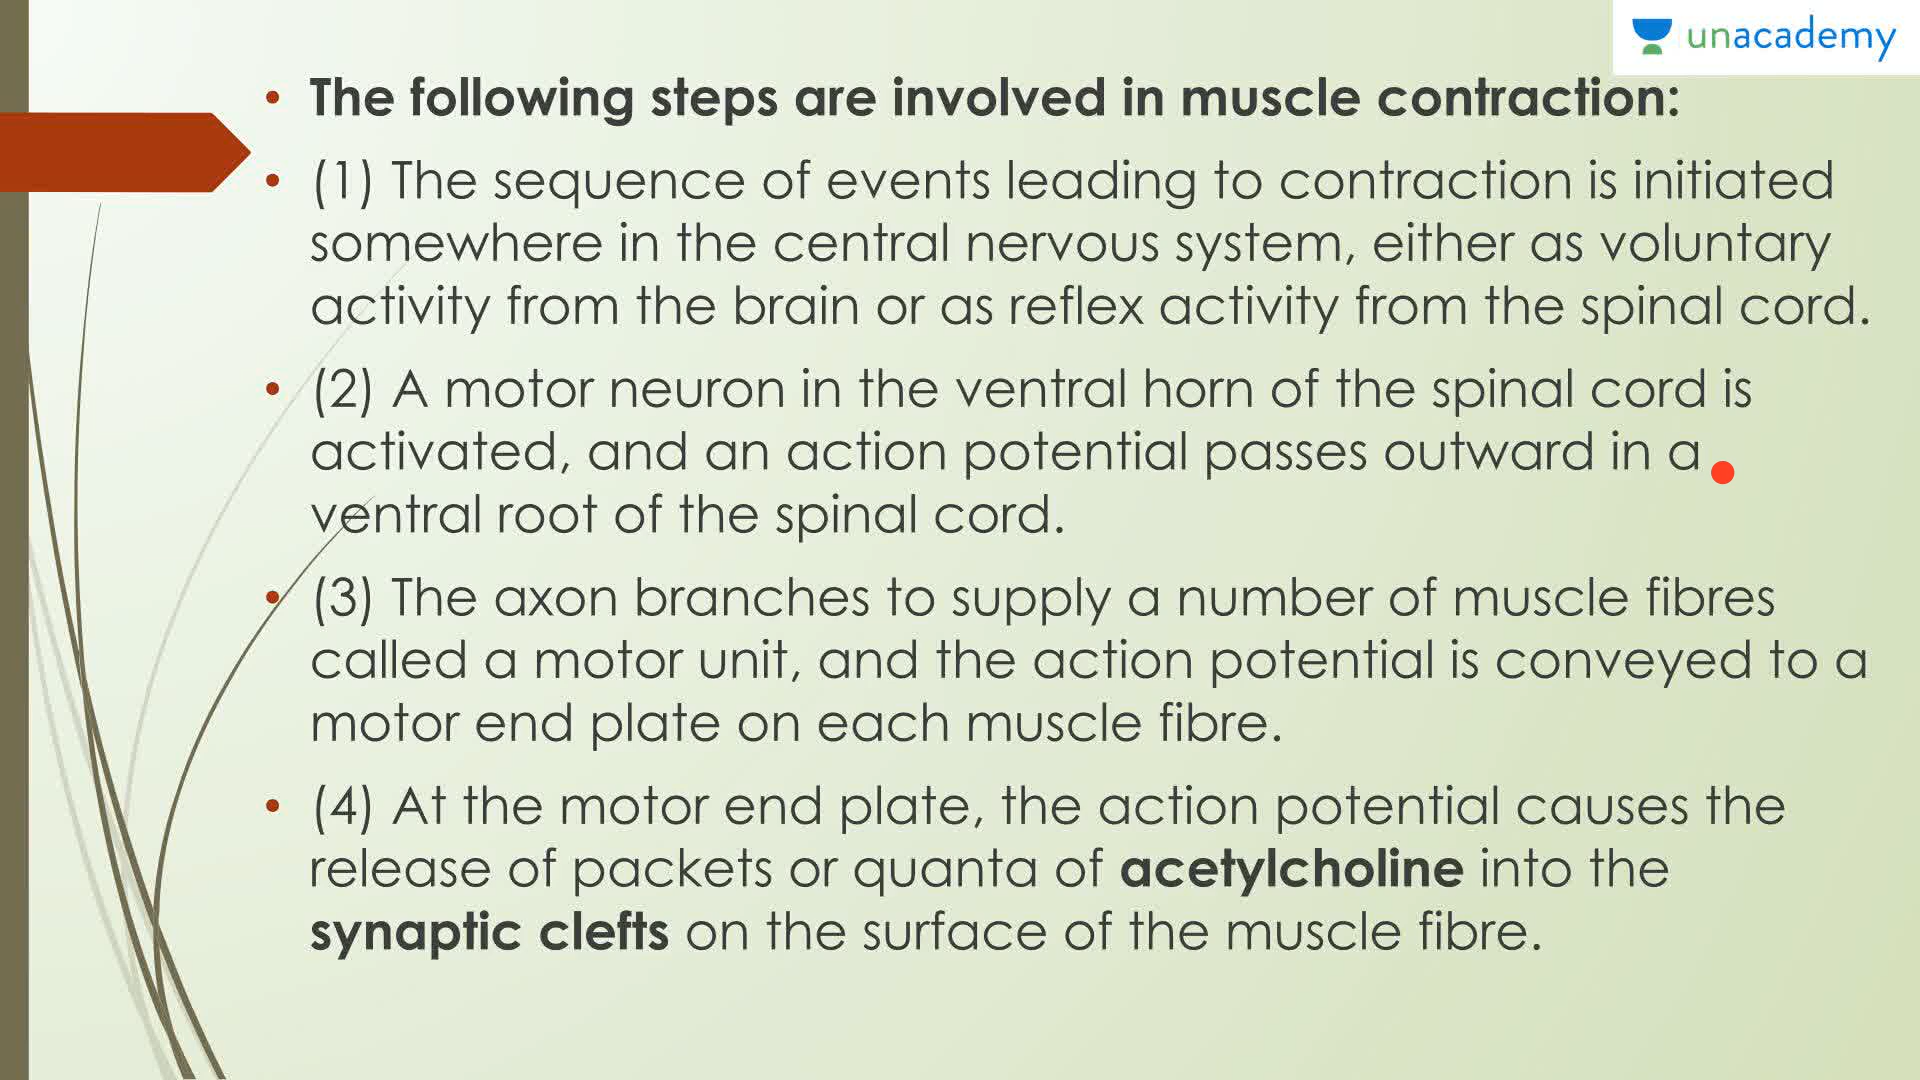 unacademy
• The following steps are involved in muscle contraction:
• (1) The sequence of events leading to contraction is initiated
somewhere in the central nervous system, either as voluntary
activity from the brain or as reflex activity from the spinal cord.
• (2) A motor neuron in the ventral horn of the spinal cord is
activated, and an action potential passes outward in a
ventral root of the spinal cord.
• (3) The axon branches to supply a number of muscle fibres
called a motor unit, and the action potential is conveyed to a
motor end plate on each muscle fibre.
• (4) At the motor end plate, the action potential causes the
release of packets or quanta of acetylcholine into the
synaptic clefts on the surface of the muscle fibre.